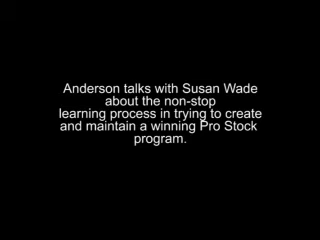 Anderson talks with Susan Wade
about the non-stop
learning process in trying to create
and maintain a winning Pro Stock
program.